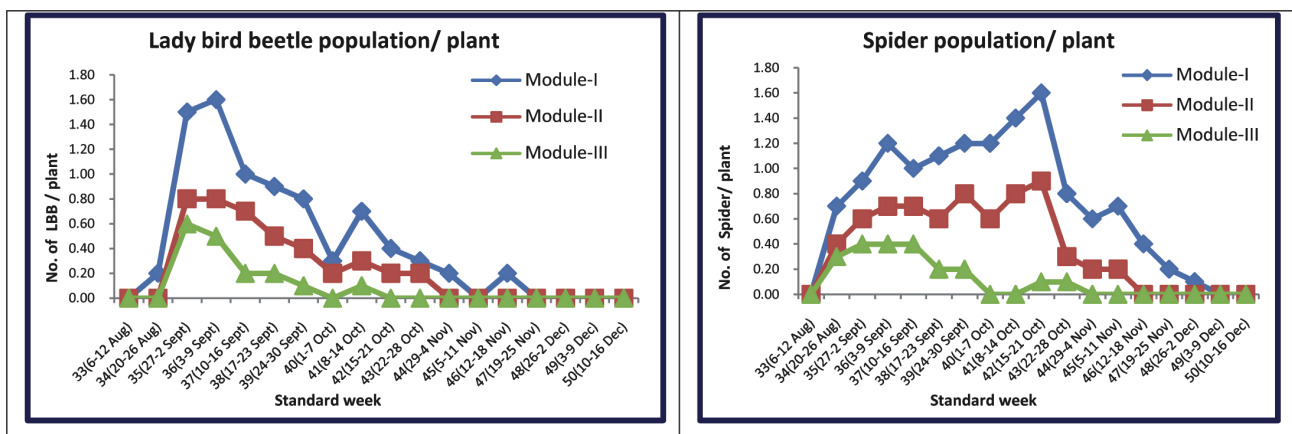 Lady bird beetle population/ plant
No. of LBB / plant
1.80
1.60
1.40
1.20
1.00
0.80
0.60
0.40
0.20
0.00
Module-I
Module-II
Module-III
33(6-12 Aug)
34(20-26 Aug)
35(27-2 Sept)
36(3-9 Sept)
37(10-16 Sept)
38(17-23 Sept)
39(24-30 Sept)
40(1-7 Oct)
41(8-14 Oct)
42(15-21 Oct)
43(22-28 Oct)
44(29-4 Nov)
45(5-11 Nov)
46(12-18 Nov)
47(19-25 Nov)
48(26-2 Dec)
49(3-9 Dec)
50(10-16 Dec)
Standard week
Spider population/ plant
No. of Spider/ plant
1.80
1.60
1.40
1.20
1.00
0.80
0.60
0.40
0.20
0.00
Module-I
Module-II
Module-III
33(6-12 Aug)
34(20-26 Aug)
35(27-2 Sept)
36(3-9 Sept)
37(10-16 Sept)
38(17-23 Sept)
39(24-30 Sept)
40(1-7 Oct)
41(8-14 Oct)
42(15-21 Oct)
43(22-28 Oct)
44(29-4 Nov)
45(5-11 Nov)
46(12-18 Nov)
47(19-25 Nov)
48(26-2 Dec)
49(3-9 Dec)
50(10-16 Dec)
Standard week